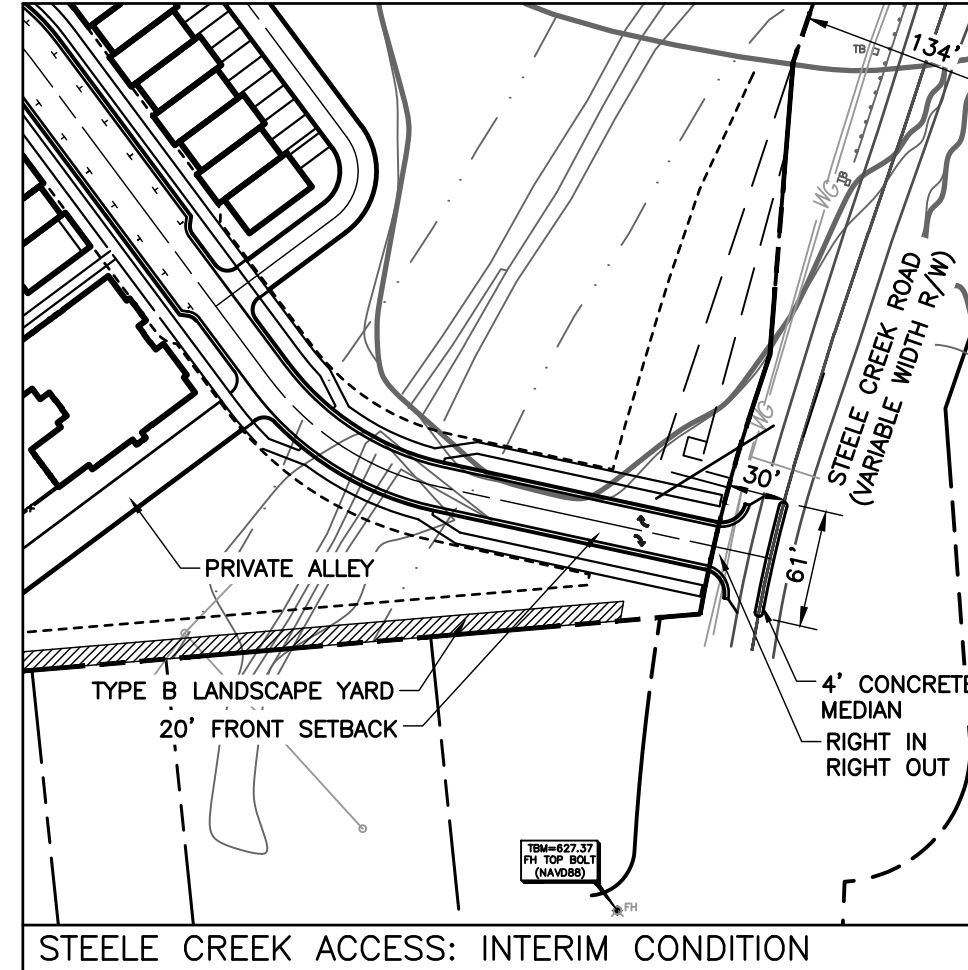 134'
TB
TB
WG
WG
STEELE CREEK ROAD
(VARIABLE WIDTH R/W)
30'
61'
PRIVATE ALLEY
TYPE B LANDSCAPE YARD
20' FRONT SETBACK
4' CONCRETE
MEDIAN
RIGHT IN
RIGHT OUT
TBM=627.37
FH TOP BOLT
(NAVD88)
FH
STEELE CREEK ACCESS: INTERIM CONDITION